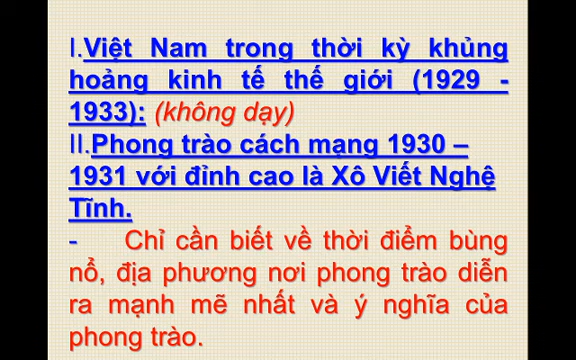 I.Việt Nam trong thời kỳ khủng
hoảng kinh tế thế giới (1929 -
1933): (không dạy)
II.Phong trào cách mạng 1930 –
1931 với đỉnh cao là Xô Viết Nghệ
Tĩnh.
- Chỉ cần biết về thời điểm bùng
nổ, địa phương nơi phong trào diễn
ra mạnh mẽ nhất và ý nghĩa của
phong trào.